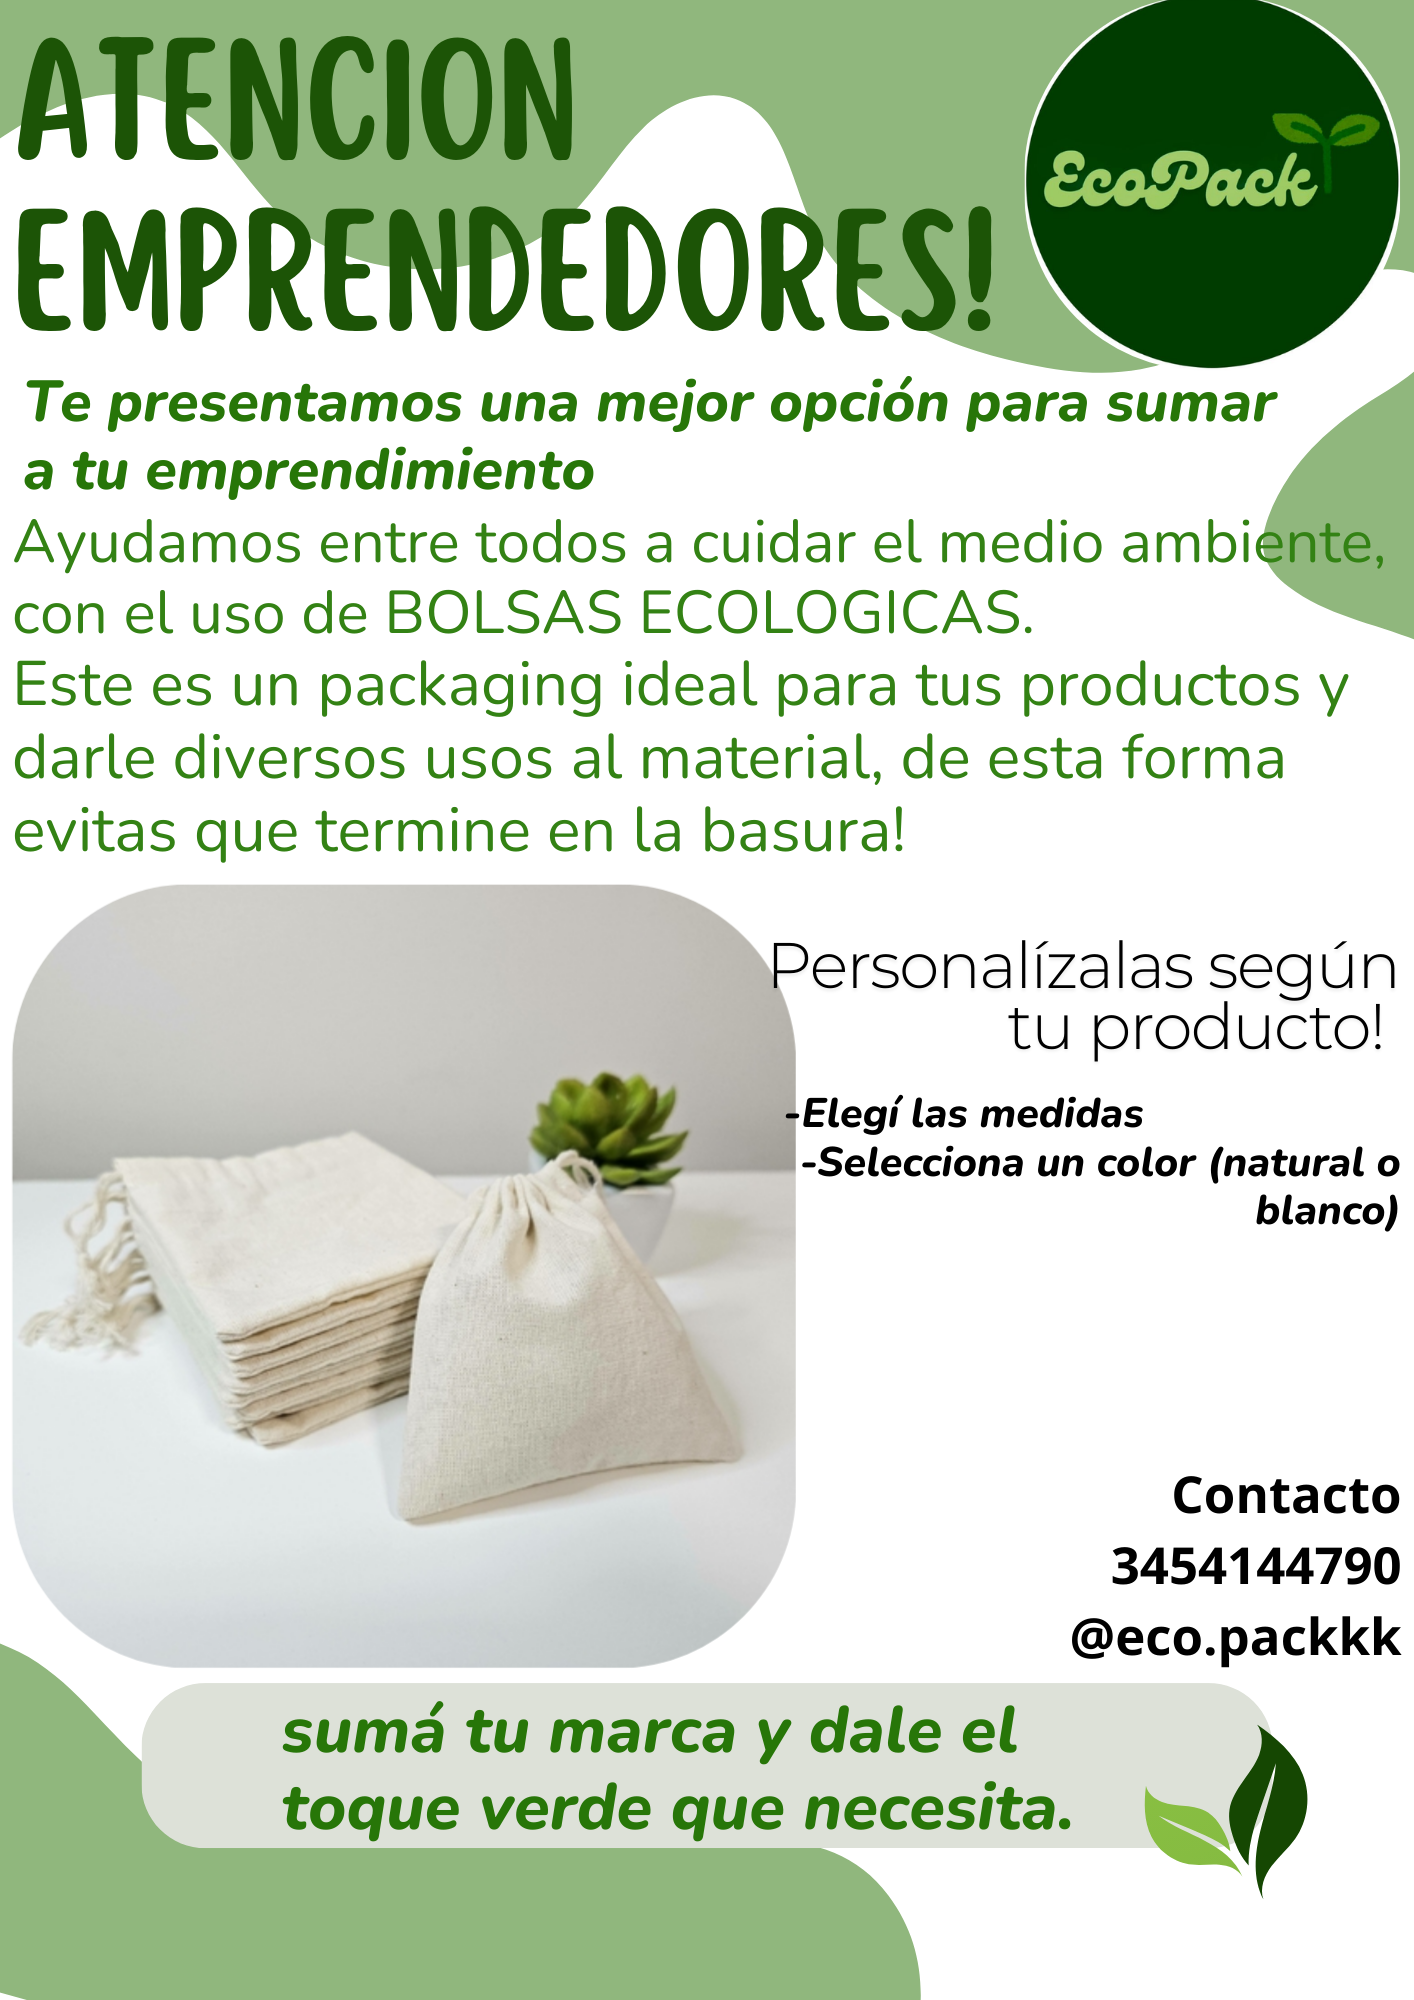 ATENCION
EMPRENDEDORES!
EcoPack
Te presentamos una mejor opción para sumar
a tu emprendimiento
Ayudamos entre todos a cuidar el medio ambiente,
con el uso de BOLSAS ECOLOGICAS.
Este es un packaging ideal para tus productos y
darle diversos usos al material, de esta forma
evitas que termine en la basura!
Personalízalas según
tu producto!
-Elegí las medidas
-Selecciona un color (natural o
blanco)
Contacto
3454144790
@eco.packkk
sumá tu marca y dale el
toque verde que necesita.